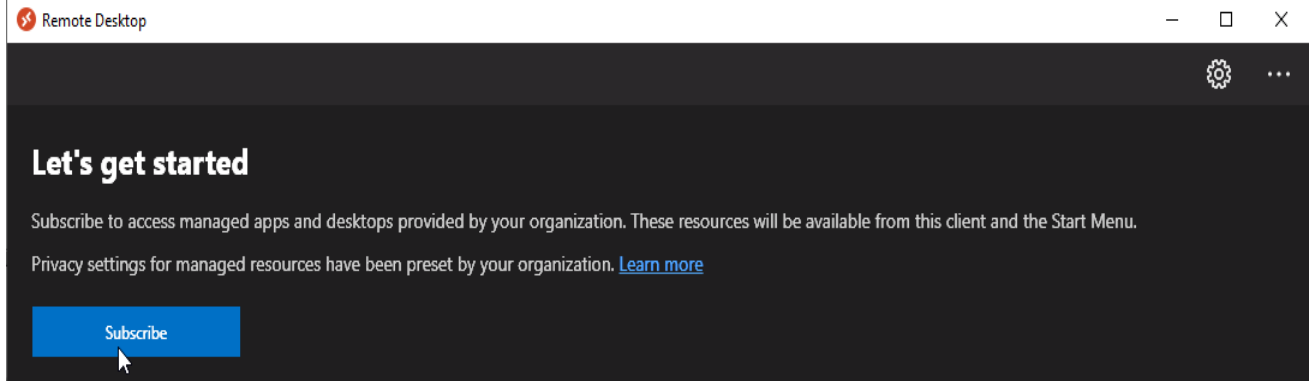 Remote Desktop
Let's get started
Subscribe to access managed apps and desktops provided by your organization. These resources will be available from this client and the Start Menu.
Privacy settings for managed resources have been preset by your organization. Learn more
Subscribe